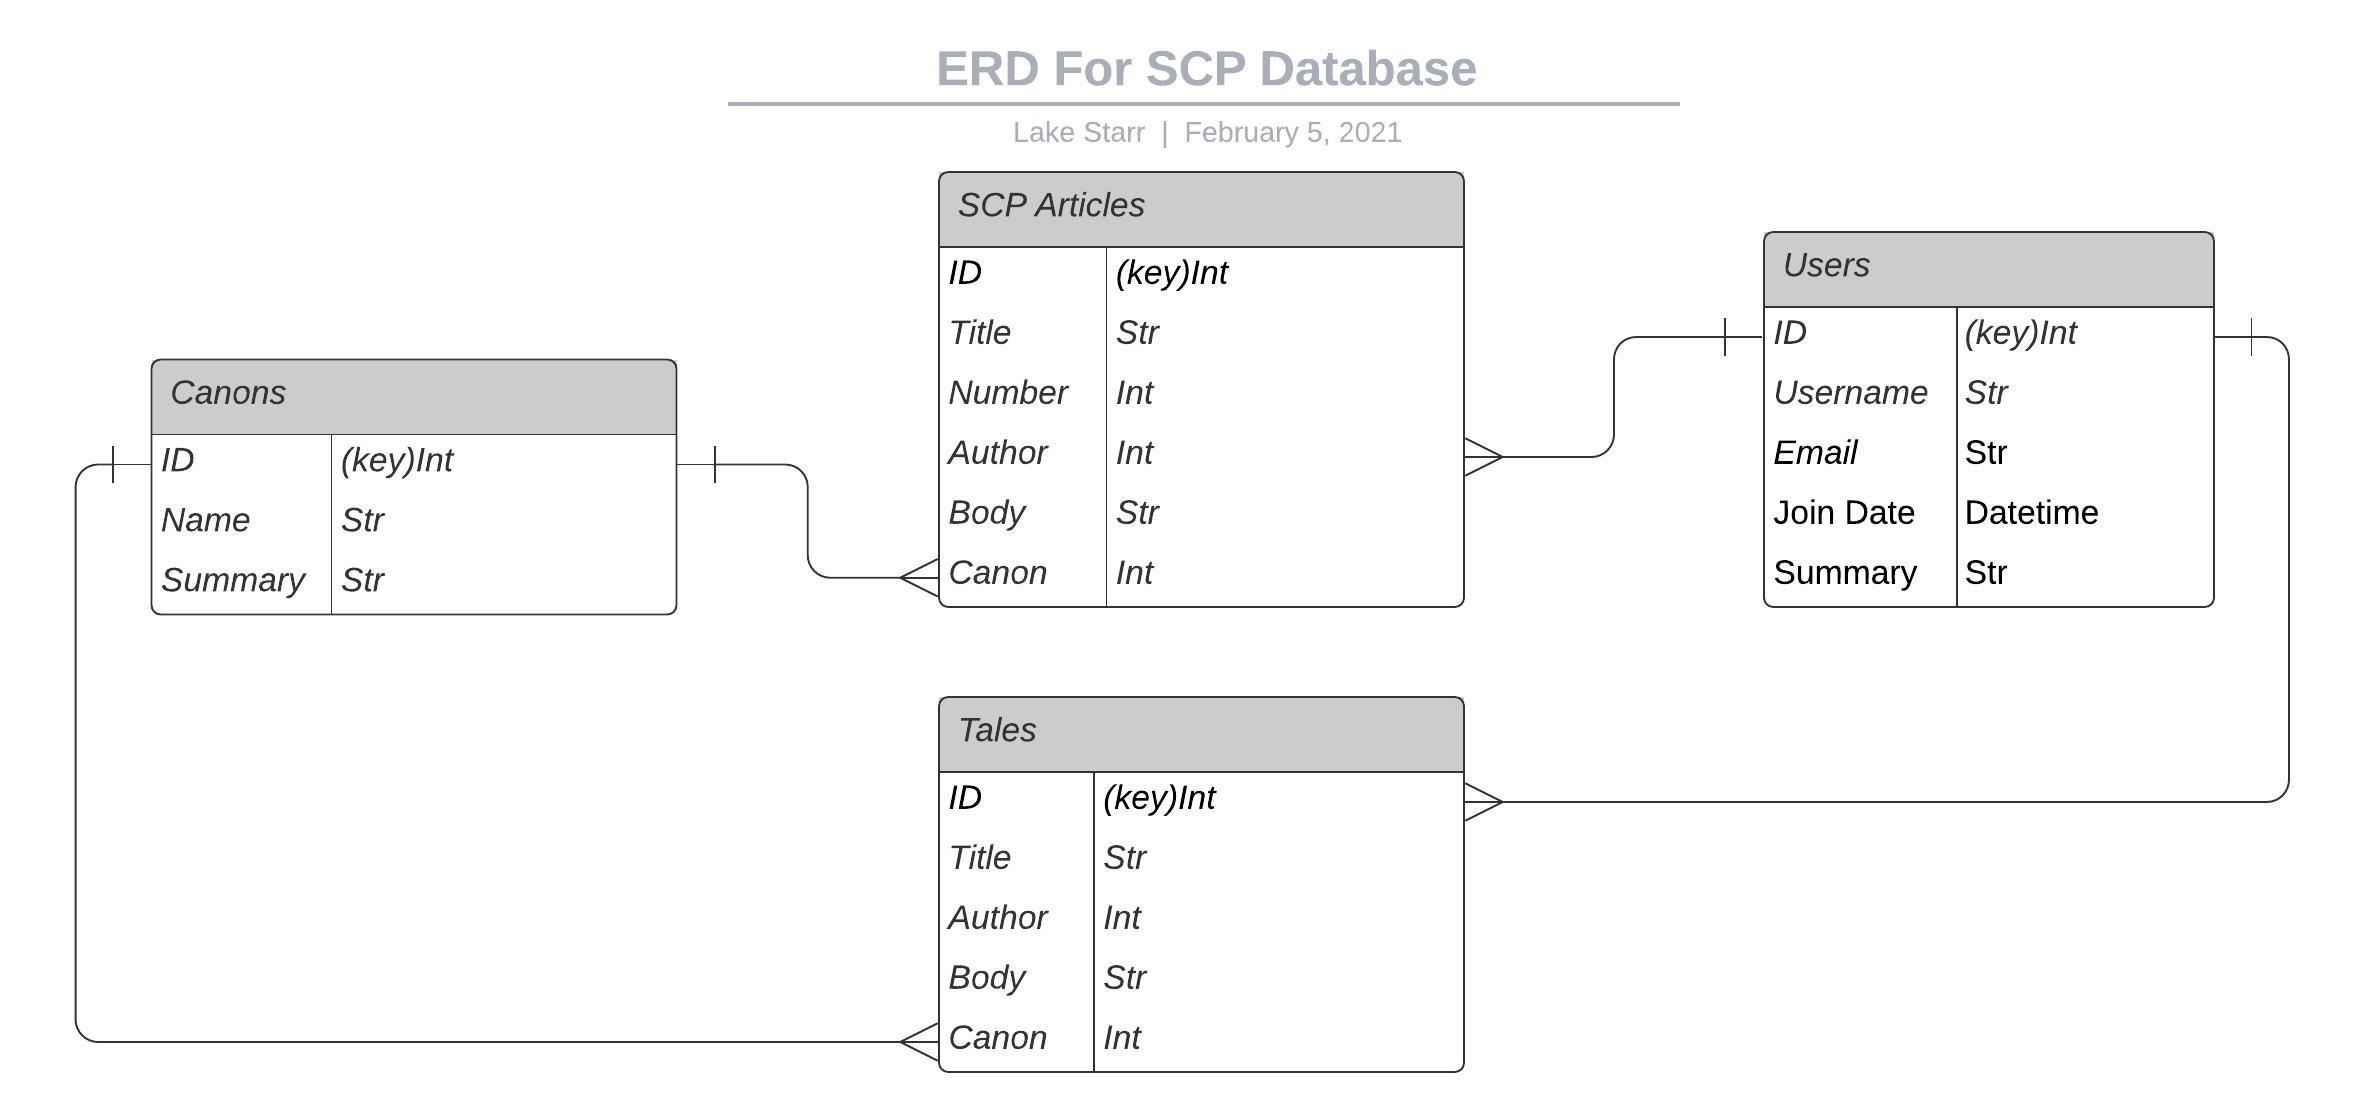 ERD For SCP Database
Lake Starr | February 5, 2021
SCP Articles
ID (key)Int
Title Str
Number Int
Author Int
Body Str
Canon Int
Users
ID (key)Int
Username Str
Email Str
Join Date Datetime
Summary Str
Canons
ID (key)Int
Name Str
Summary Str
Tales
ID (key)Int
Title Str
Author Int
Body Str
Canon Int